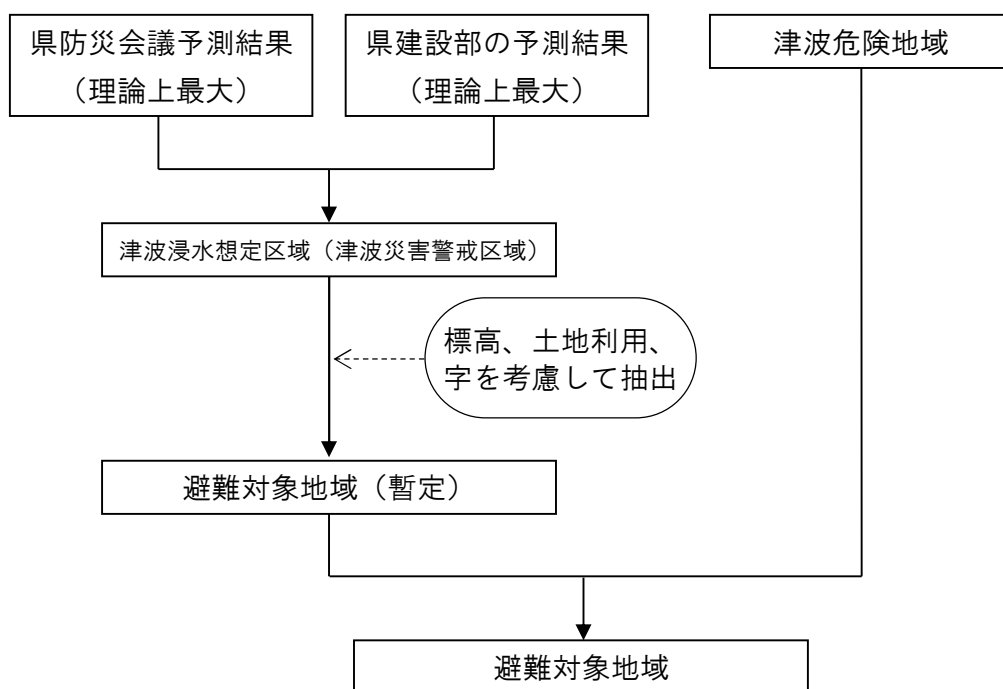 県防災会議予測結果
（理論上最大）
県建設部の予測結果
（理論上最大）
津波危険地域
津波浸水想定区域（津波災害警戒区域）
標高、土地利用、
字を考慮して抽出
避難対象地域（暫定）
避難対象地域